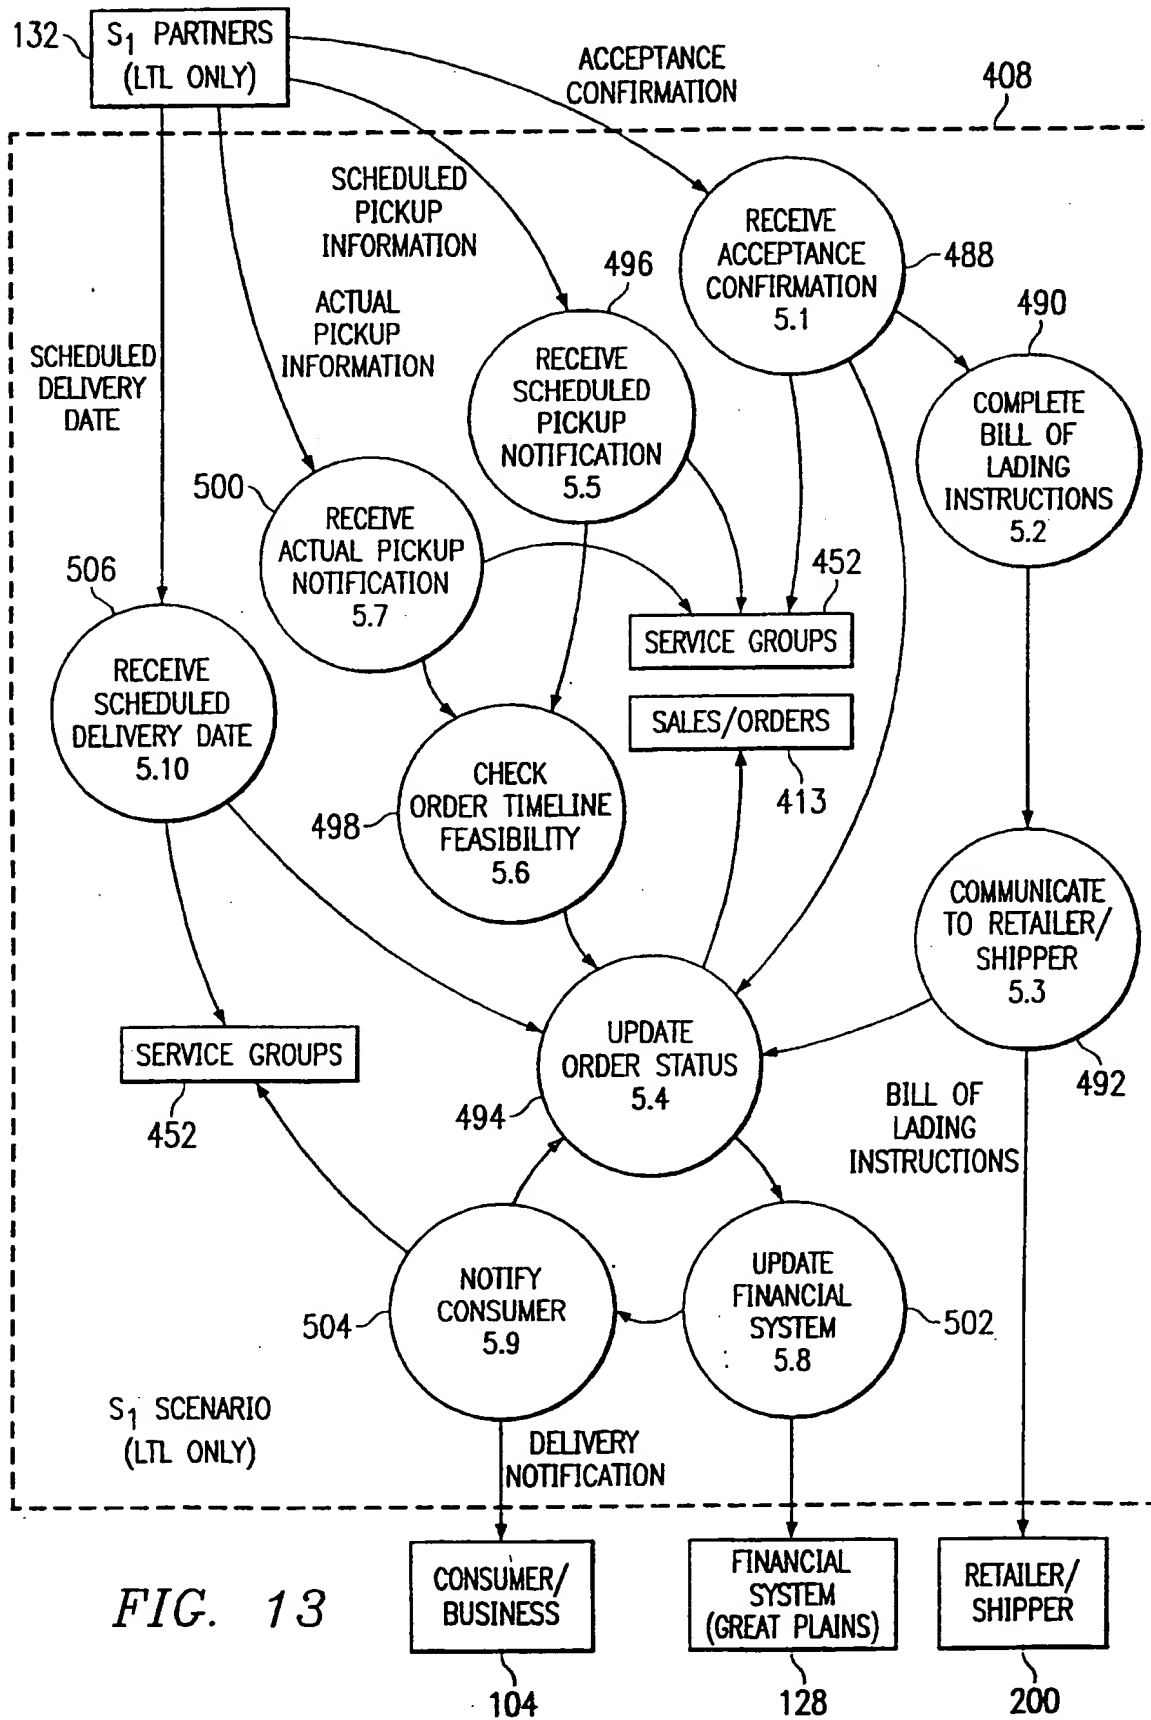 132
S1 PARTNERS
(LTL ONLY)
ACCEPTANCE
CONFIRMATION
408
SCHEDULED
PICKUP
INFORMATION
RECEIVE
ACCEPTANCE
CONFIRMATION
5.1
488
496
490
ACTUAL
PICKUP
INFORMATION
SCHEDULED
DELIVERY
DATE
RECEIVE
SCHEDULED
PICKUP
NOTIFICATION
5.5
COMPLETE
BILL OF
LADING
INSTRUCTIONS
5.2
500
RECEIVE
ACTUAL PICKUP
NOTIFICATION
5.7
506
452
SERVICE GROUPS
RECEIVE
SCHEDULED
DELIVERY DATE
5.10
SALES/ORDERS
413
CHECK
ORDER TIMELINE
FEASIBILITY
5.6
498
COMMUNICATE
TO RETAILER/
SHIPPER
5.3
492
SERVICE GROUPS
452
UPDATE
ORDER STATUS
5.4
494
BILL OF
LADING
INSTRUCTIONS
NOTIFY
CONSUMER
5.9
504
UPDATE
FINANCIAL
SYSTEM
5.8
502
S1 SCENARIO
(LTL ONLY)
DELIVERY
NOTIFICATION
CONSUMER/
BUSINESS
104
FINANCIAL
SYSTEM
(GREAT PLAINS)
128
RETAILER/
SHIPPER
200
FIG. 13